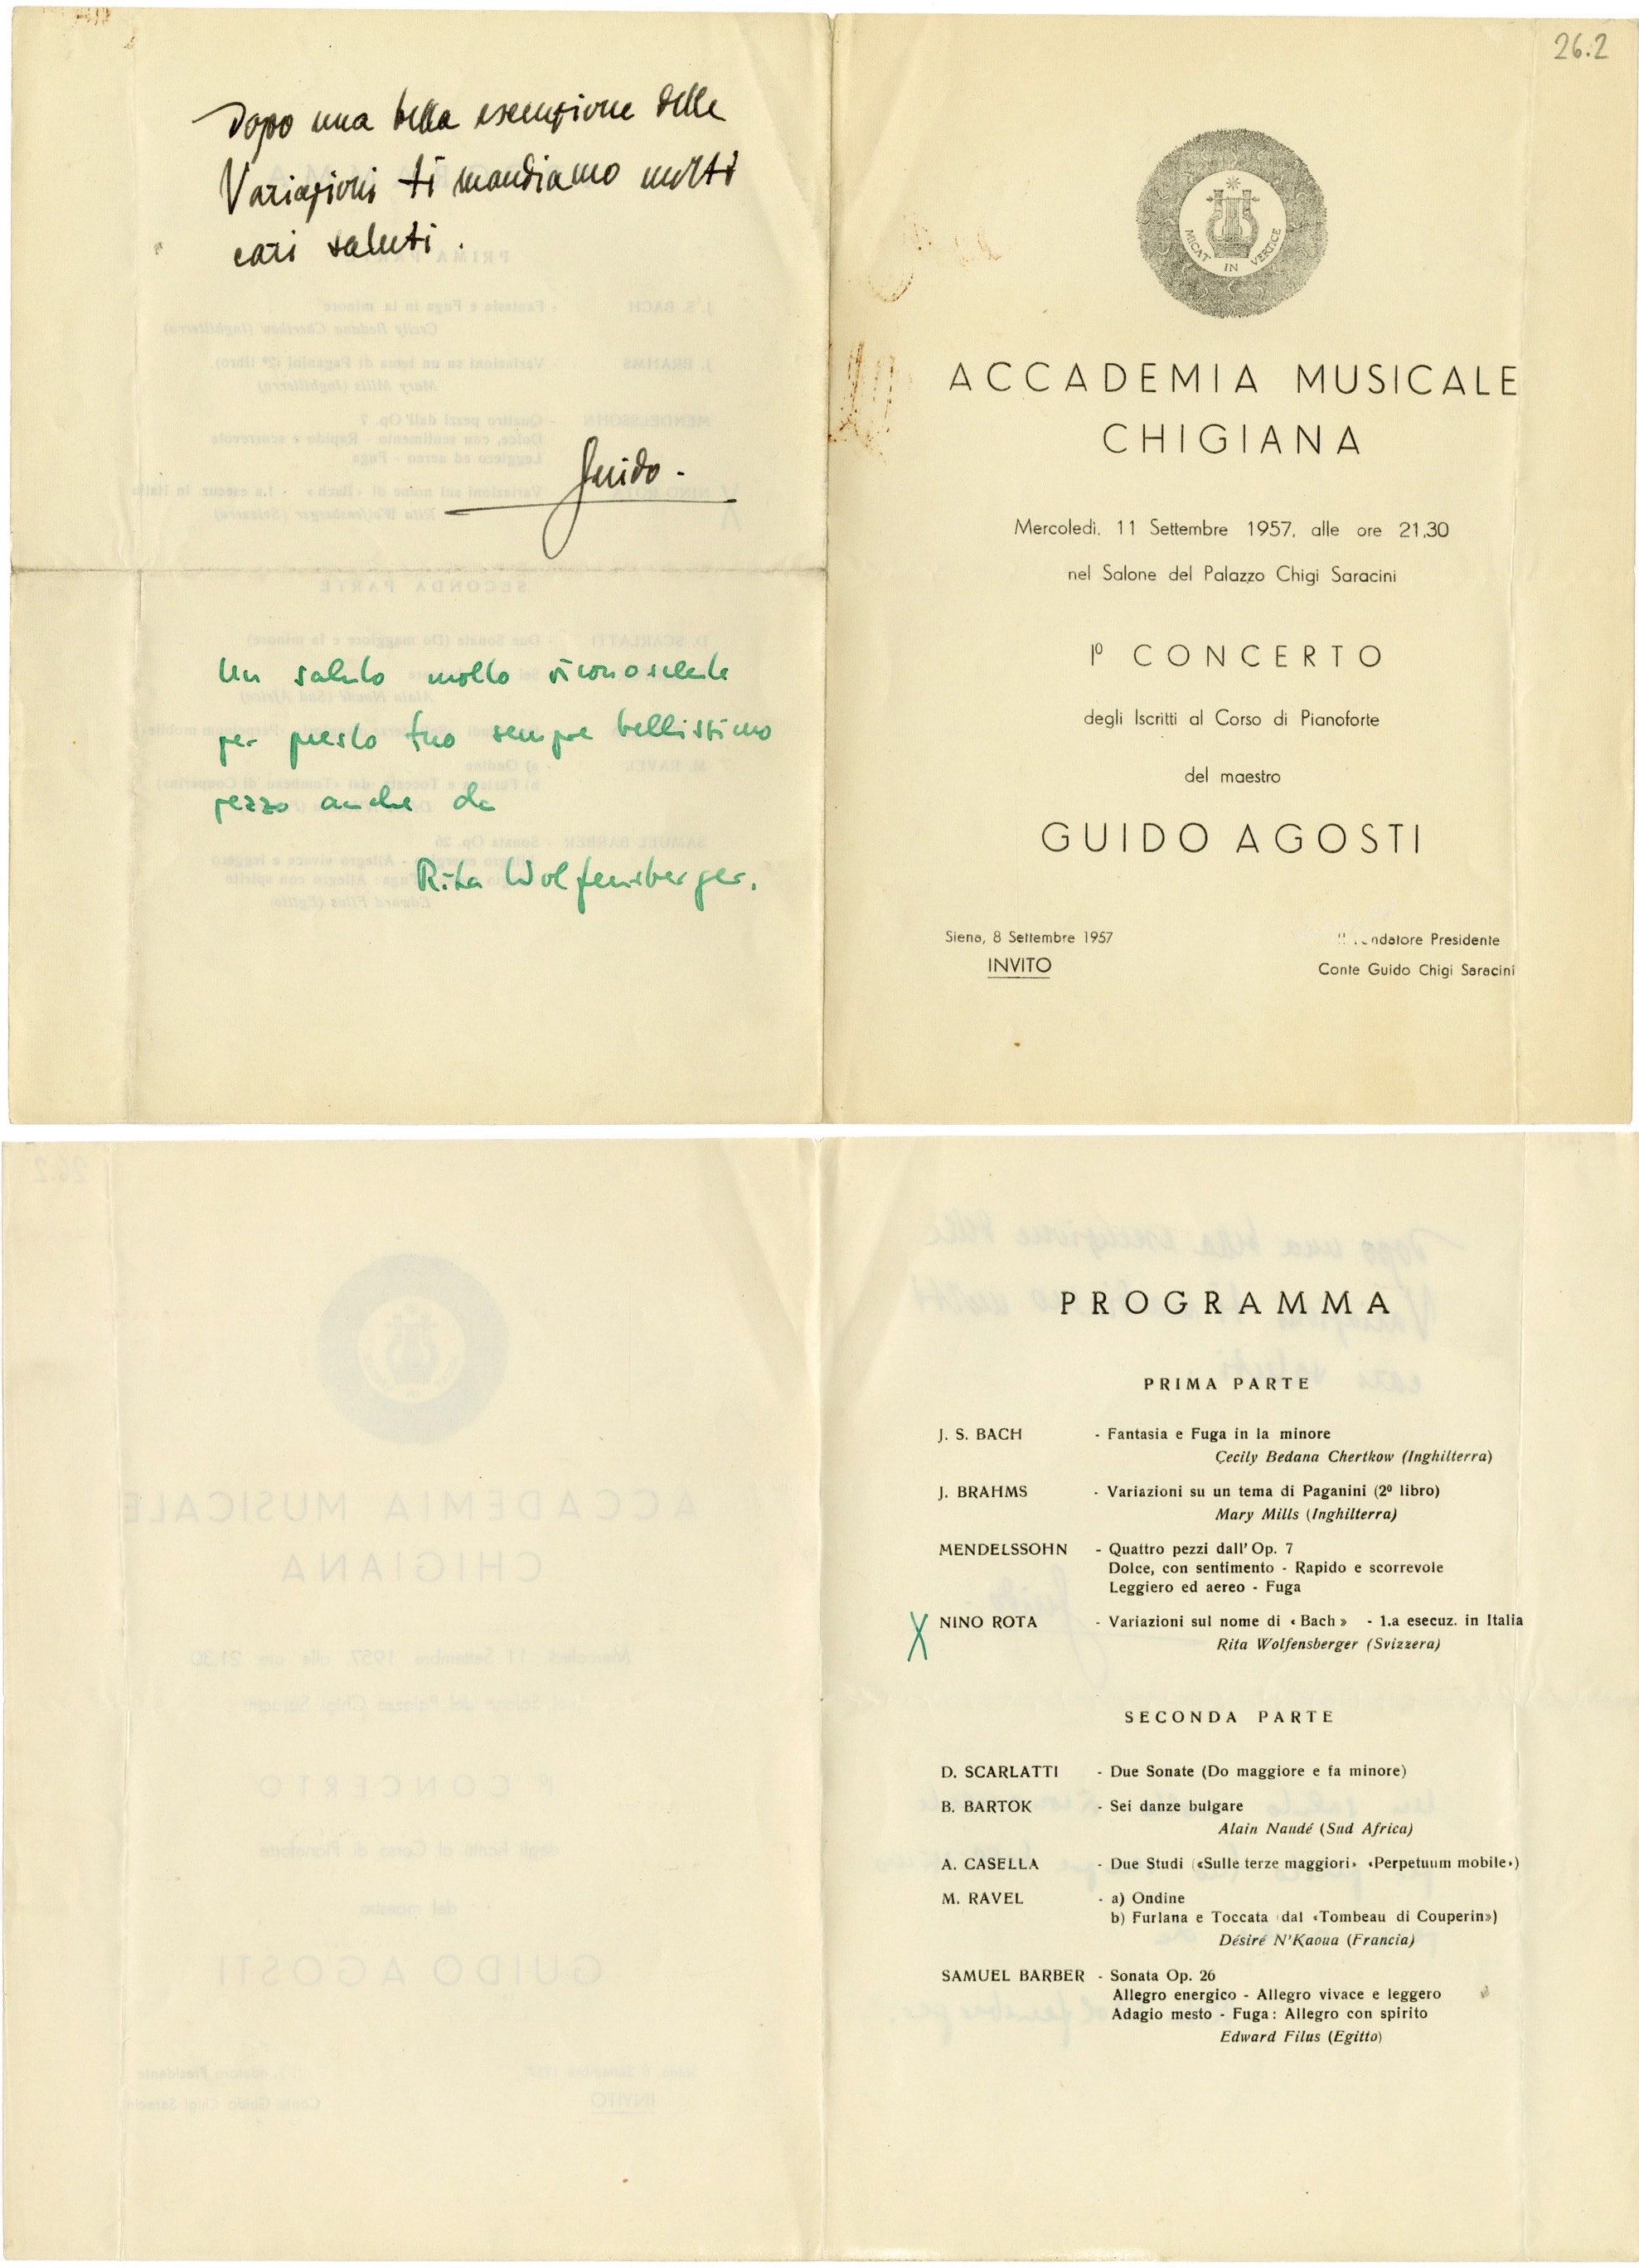 Dopo una bella esecuzione delle
Variazioni ti mandiamo molti
cari saluti.
Guido -
Un saluto molto riconoscente
per questo tuo sempre bellissimo
pezzo anche da
Rita Wolfensberger.
26.2
MICAT IN VERTICE
ACCADEMIA MUSICALE
CHIGIANA
Mercoledì, 11 Settembre 1957, alle ore 21,30
nel Salone del Palazzo Chigi Saracini
1º CONCERTO
degli Iscritti al Corso di Pianoforte
del maestro
GUIDO AGOSTI
Siena, 8 Settembre 1957
INVITO
ndatore Presidente
Conte Guido Chigi Saracini
PROGRAMMA
PRIMA PARTE
J. S. BACH - Fantasia e Fuga in la minore
Cecily Bedana Chertkow (Inghilterra)
J. BRAHMS - Variazioni su un tema di Paganini (2º libro)
Mary Mills (Inghilterra)
MENDELSSOHN - Quattro pezzi dall'Op. 7
Dolce, con sentimento - Rapido e scorrevole
Leggiero ed aereo - Fuga
X NINO ROTA - Variazioni sul nome di «Bach» - 1.a esecuz. in Italia
Rita Wolfensberger (Svizzera)
SECONDA PARTE
D. SCARLATTI - Due Sonate (Do maggiore e fa minore)
B. BARTOK - Sei danze bulgare
Alain Naudé (Sud Africa)
A. CASELLA - Due Studi («Sulle terze maggiori» «Perpetuum mobile»)
M. RAVEL - a) Ondine
b) Furlana e Toccata (dal «Tombeau di Couperin»)
Désiré N'Kaoua (Francia)
SAMUEL BARBER - Sonata Op. 26
Allegro energico - Allegro vivace e leggero
Adagio mesto - Fuga: Allegro con spirito
Edward Filus (Egitto)